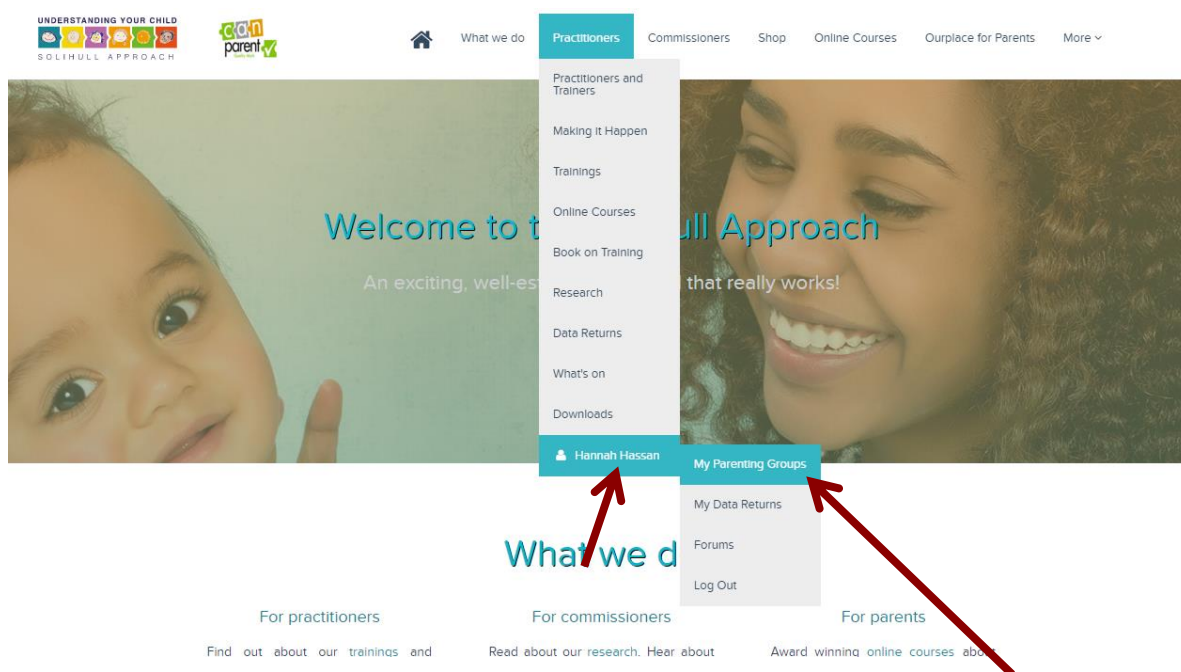 UNDERSTANDING YOUR CHILD
SOLIHULL APPROACH
can
parent
What we do
Practitioners
Commissioners
Shop
Online Courses
Ourplace for Parents
More
Practitioners and
Trainers
Making it Happen
Trainings
Online Courses
Book on Training
Research
Data Returns
What's on
Downloads
Hannah Hassan
My Parenting Groups
My Data Returns
Forums
Log Out
Welcome to t ull Approach
An exciting, well-es that really works!
What we d
For practitioners
Find out about our trainings and
For commissioners
Read about our research. Hear about
For parents
Award winning online courses about